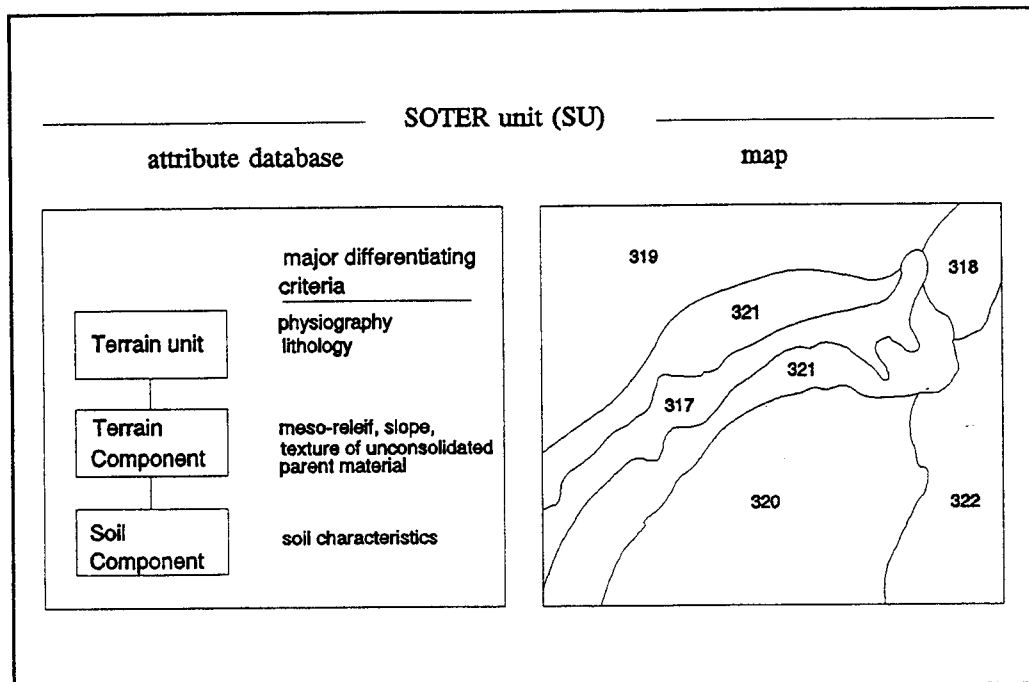 SOTER unit (SU)
attribute database
map
major differentiating
criteria
Terrain unit
physiography
lithology
Terrain
Component
meso-releif, slope,
texture of unconsolidated
parent material
Soil
Component
soil characteristics
319
318
321
321
317
320
322